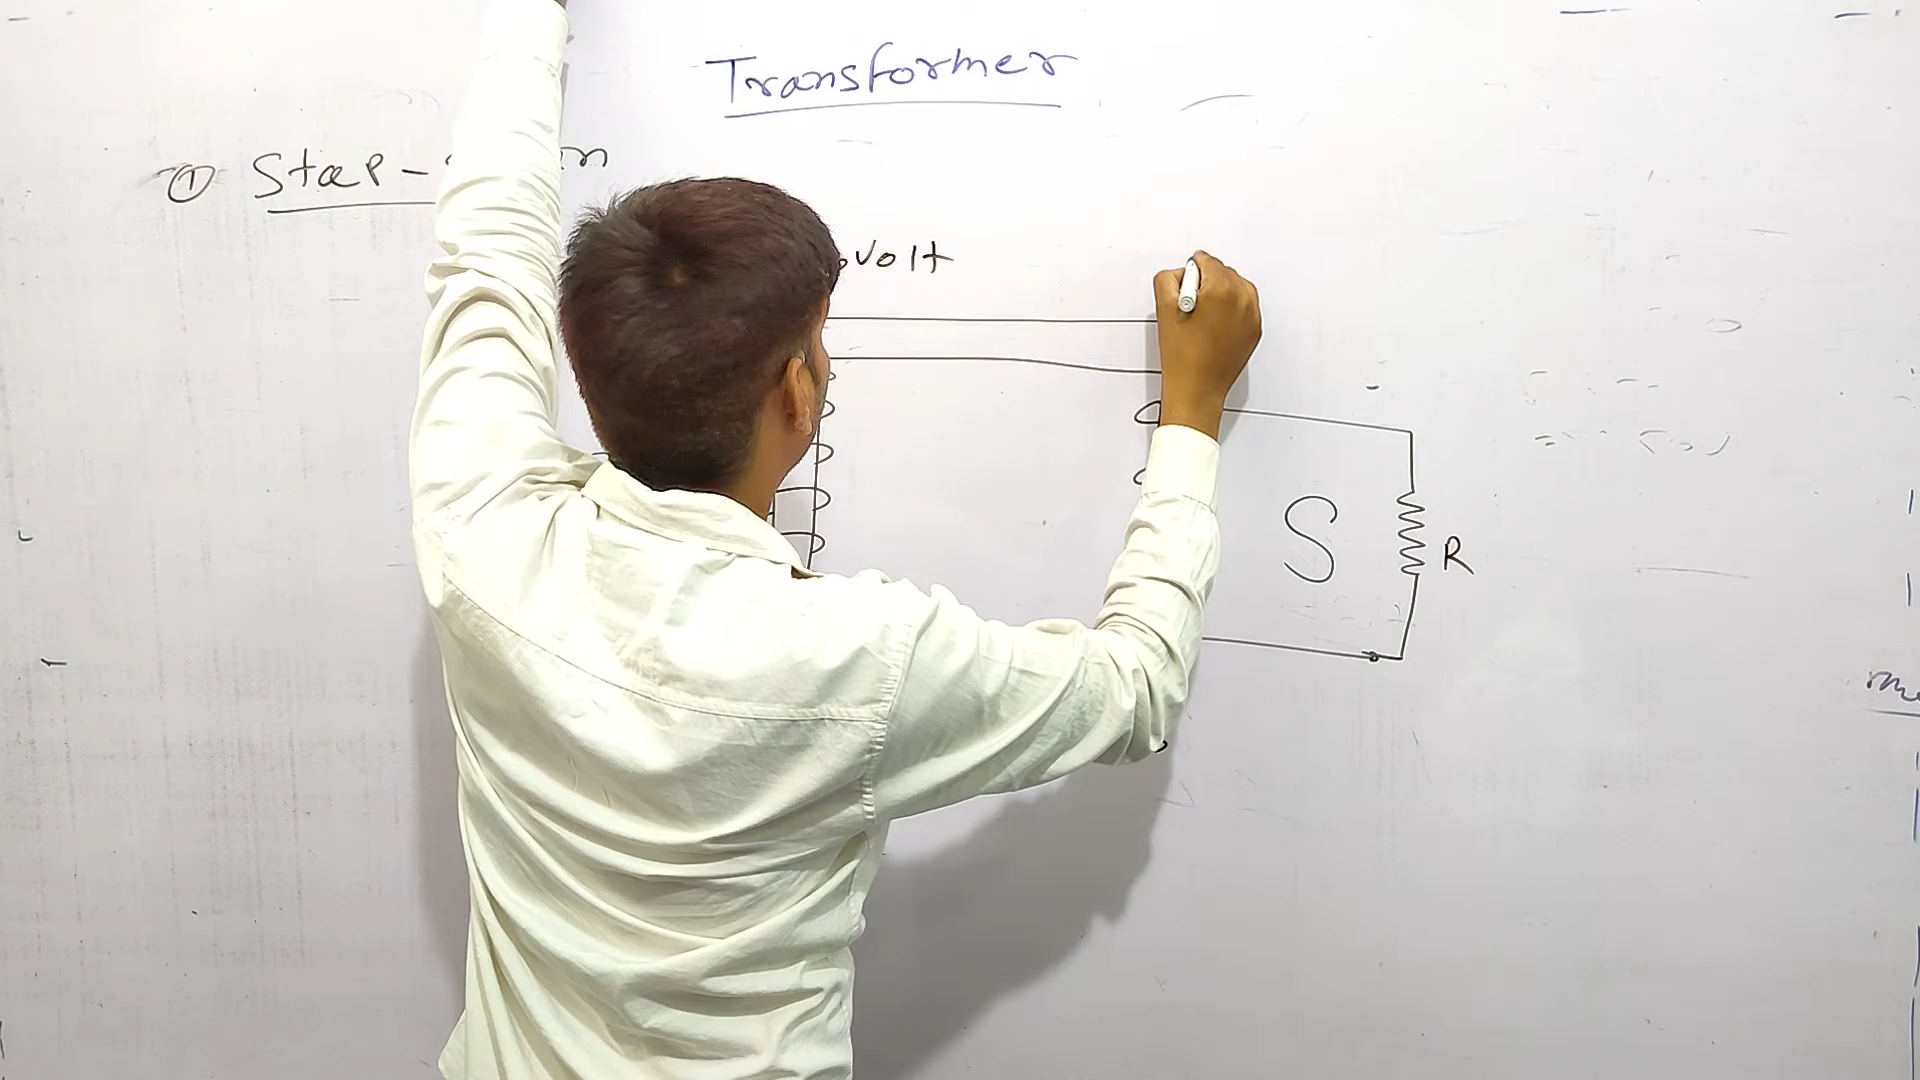 Transformer
① Step-
volt
S
R